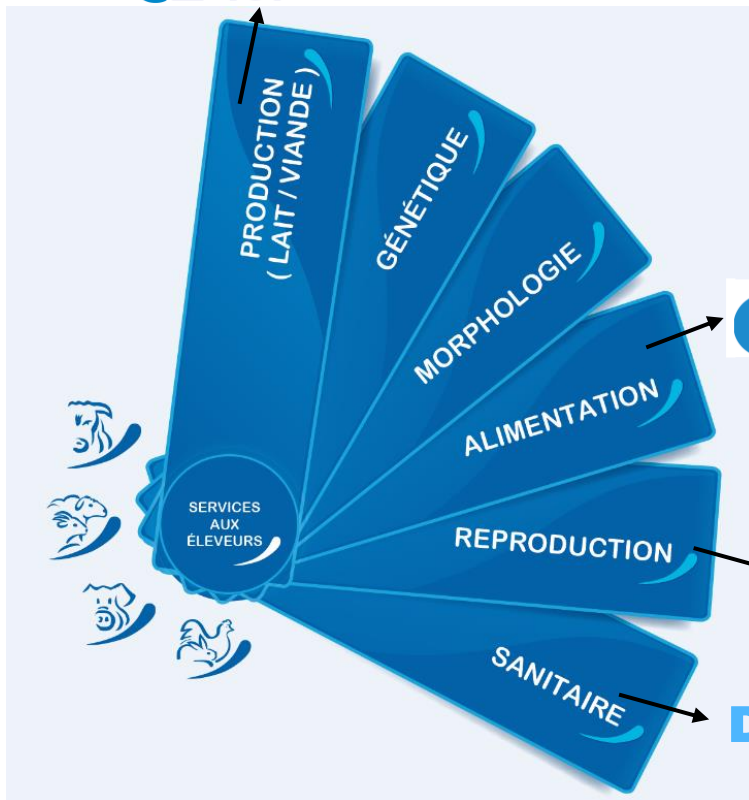 PRODUCTION
( LAIT / VIANDE )
GÉNÉTIQUE
MORPHOLOGIE
ALIMENTATION
REPRODUCTION
SANITAIRE
SERVICES
AUX
ÉLEVEURS